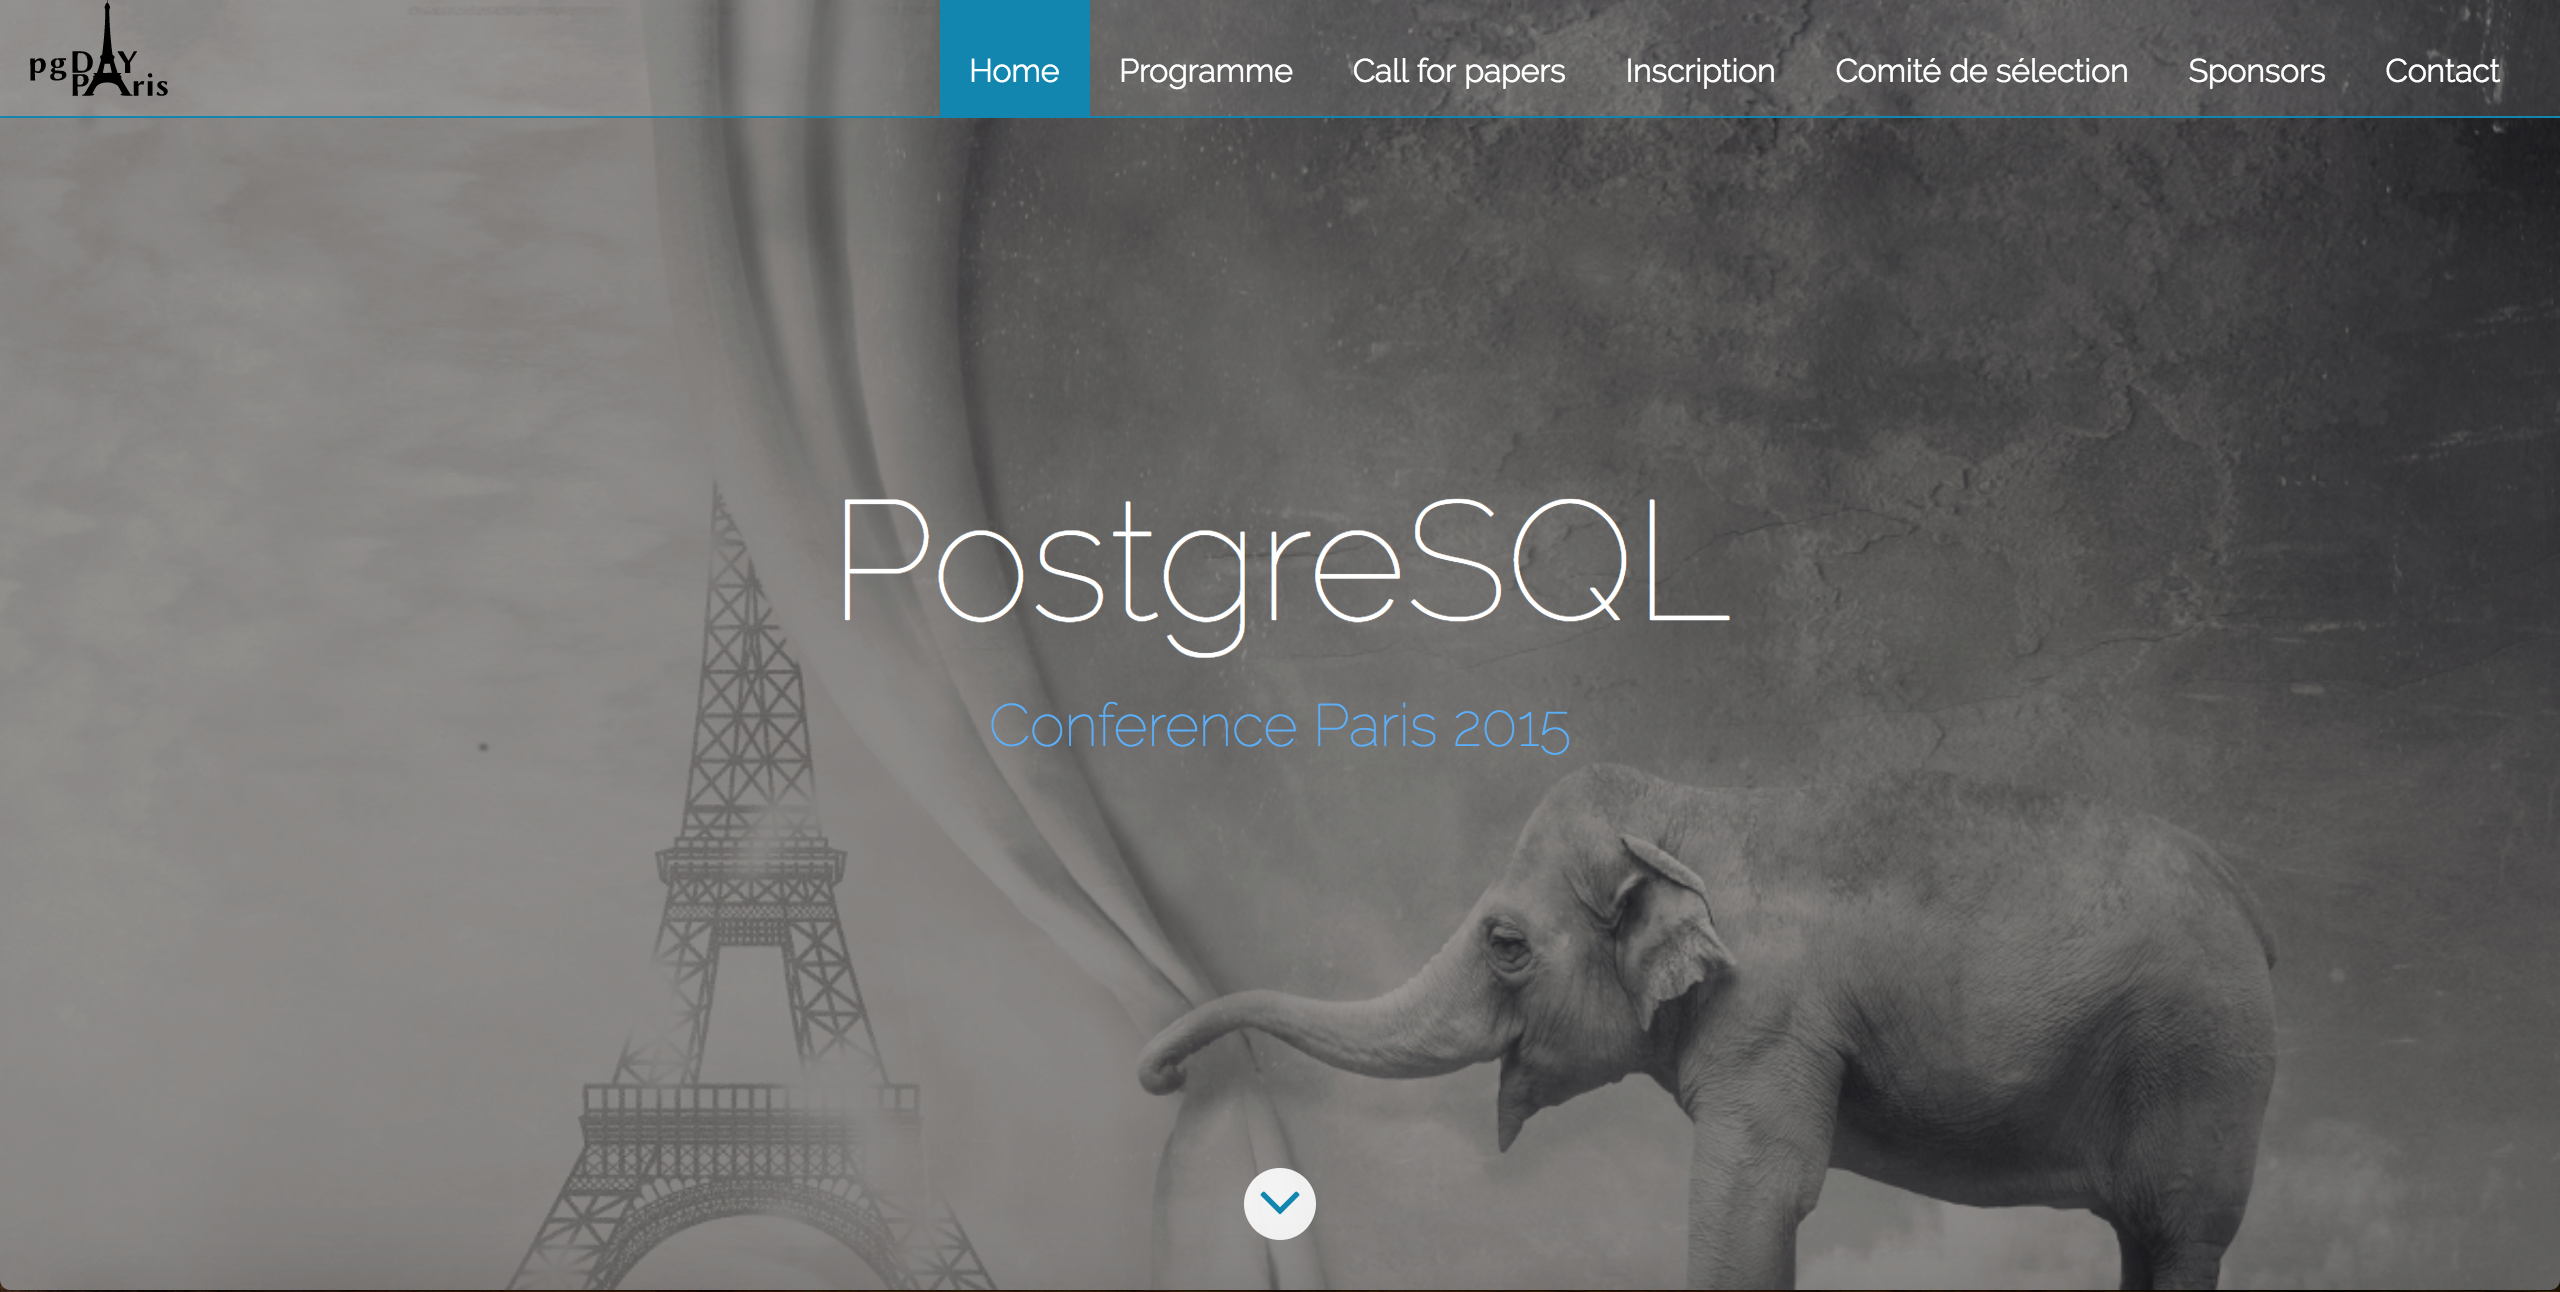 pgDAY
PAris
Home Programme Call for papers Inscription Comité de sélection Sponsors Contact
PostgreSQL
Conference Paris 2015